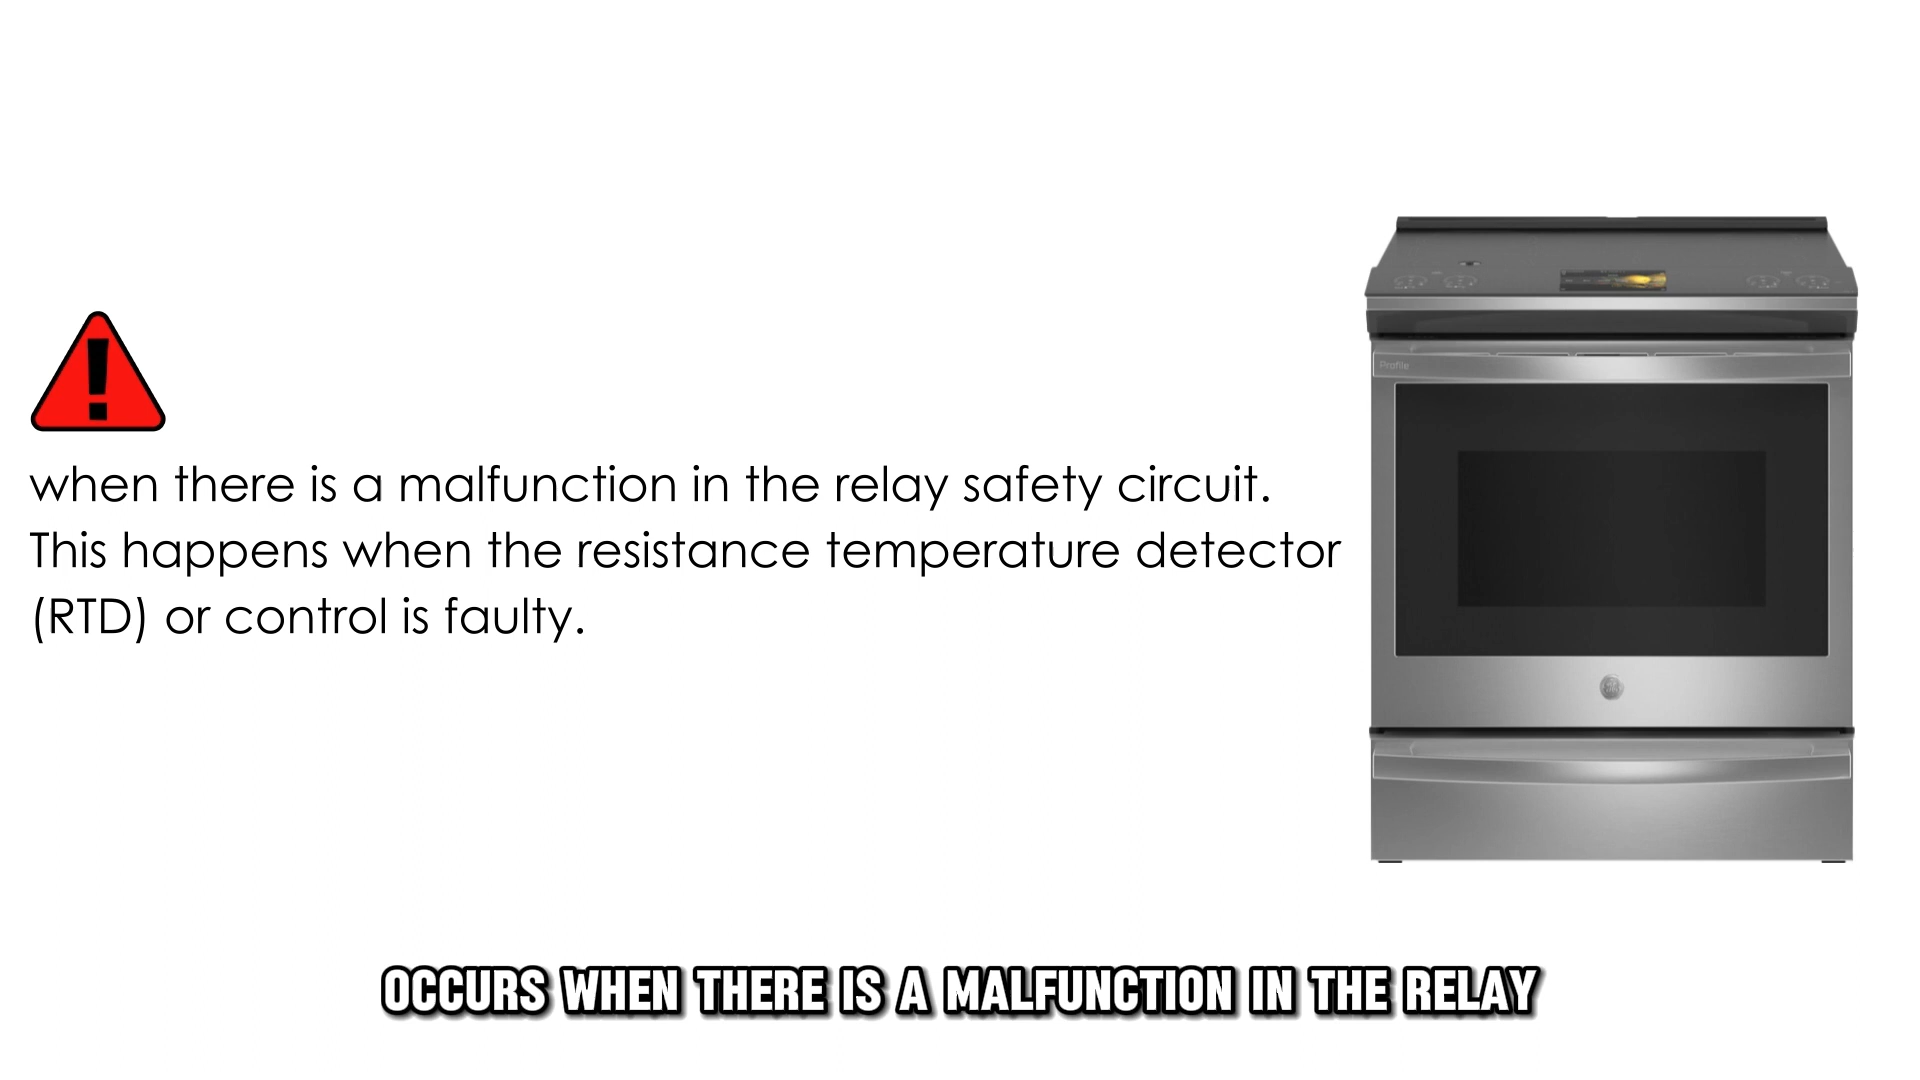 when there is a malfunction in the relay safety circuit.
This happens when the resistance temperature detector
(RTD) or control is faulty.
Profile
OCCURS WHEN THERE IS A MALFUNCTION IN THE RELAY